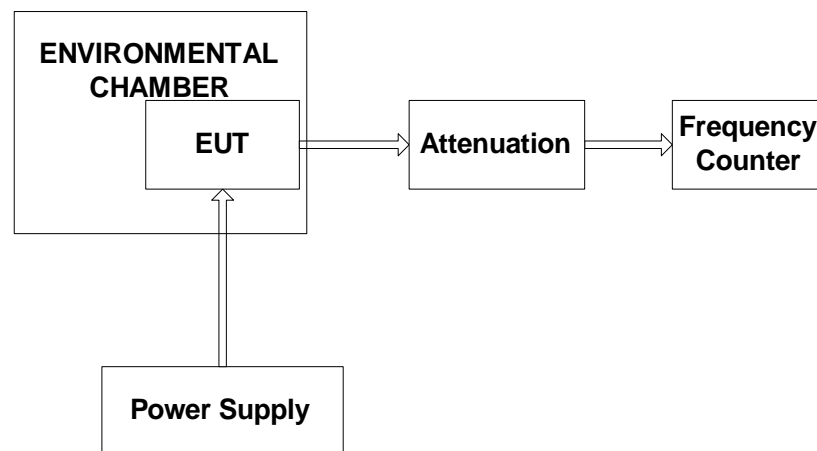 ENVIRONMENTAL
CHAMBER
EUT
Attenuation
Frequency
Counter
Power Supply